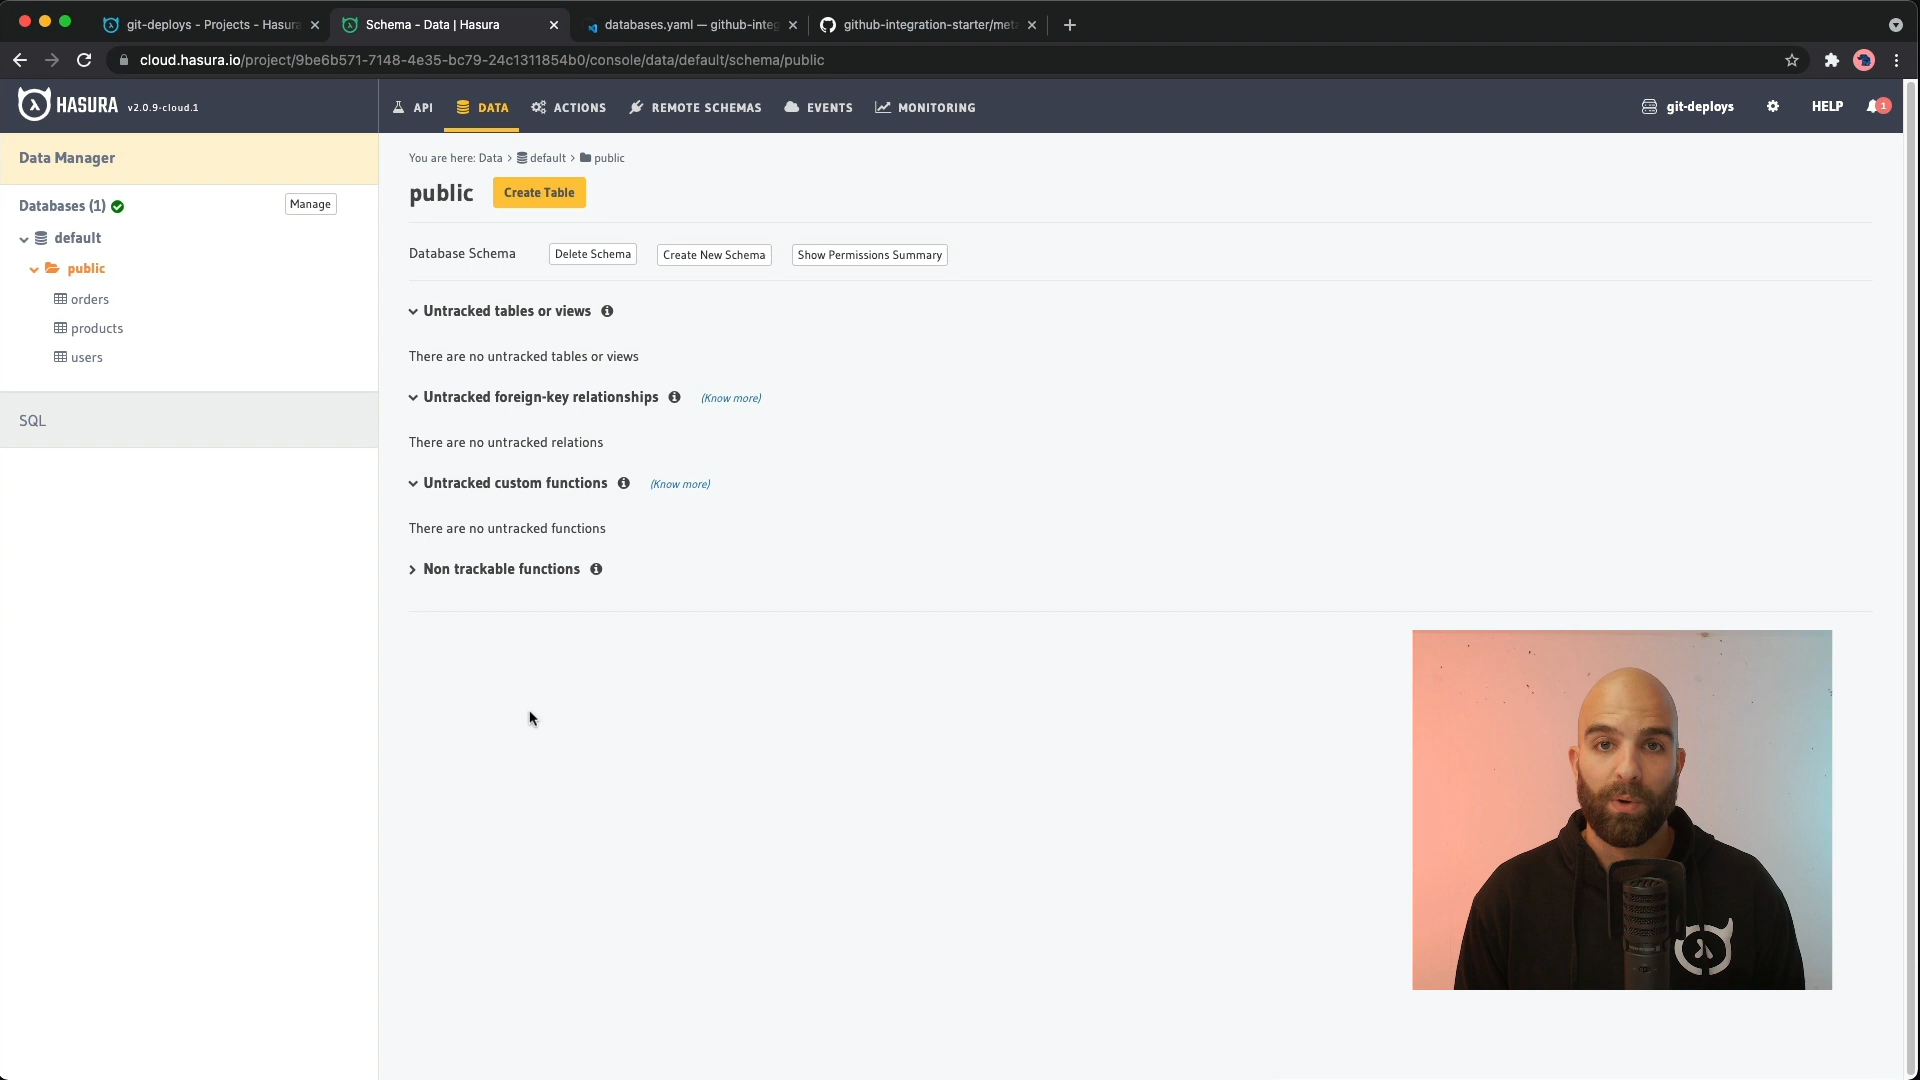 git-deploys - Projects - Hasura
Schema - Data | Hasura
databases.yaml — github-integ
github-integration-starter/meta
cloud.hasura.io/project/9be6b571-7148-4e35-bc79-24c1311854b0/console/data/default/schema/public
HASURA v2.0.9-cloud.1
API
DATA
ACTIONS
REMOTE SCHEMAS
EVENTS
MONITORING
git-deploys
HELP
1
Data Manager
Databases (1)
Manage
default
public
orders
products
users
SQL
You are here: Data > default > public
public
Create Table
Database Schema
Delete Schema
Create New Schema
Show Permissions Summary
Untracked tables or views
There are no untracked tables or views
Untracked foreign-key relationships (Know more)
There are no untracked relations
Untracked custom functions (Know more)
There are no untracked functions
Non trackable functions